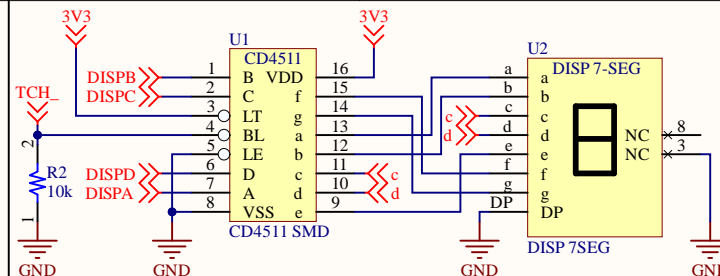 3V3
3V3
U1
CD4511
U2
DISP 7-SEG
TCH_
DISPB
DISPC
DISPD
DISPA
1 B VDD 16
2 C f 15
3 LT g 14
4 BL a 13
5 LE b 12
6 D c 11
7 A d 10
8 VSS e 9
CD4511 SMD
c
d
c
d
a a
b b
c c
d d
e e
f f
g g
DP DP
NC 8
NC 3
DISP 7SEG
2
R2
10k
1
GND
GND
GND
GND